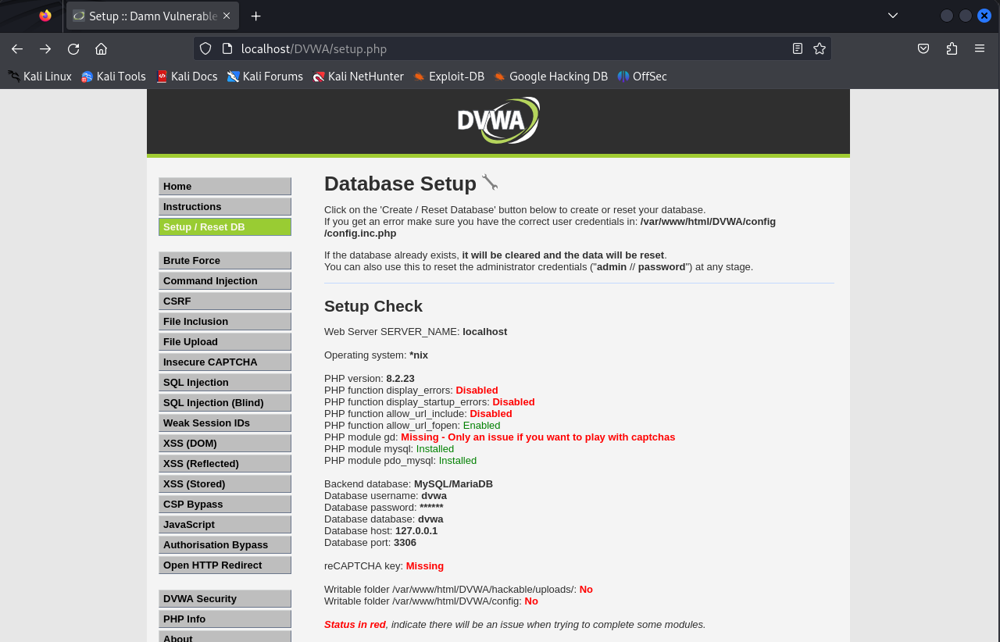 Setup :: Damn Vulnerable
localhost/DVWA/setup.php
Kali Linux Kali Tools Kali Docs Kali Forums Kali NetHunter Exploit-DB Google Hacking DB OffSec
DVWA
Home
Instructions
Setup / Reset DB
Brute Force
Command Injection
CSRF
File Inclusion
File Upload
Insecure CAPTCHA
SQL Injection
SQL Injection (Blind)
Weak Session IDs
XSS (DOM)
XSS (Reflected)
XSS (Stored)
CSP Bypass
JavaScript
Authorisation Bypass
Open HTTP Redirect
DVWA Security
PHP Info
About
Database Setup
Click on the 'Create / Reset Database' button below to create or reset your database.
If you get an error make sure you have the correct user credentials in: /var/www/html/DVWA/config
/config.inc.php
If the database already exists, it will be cleared and the data will be reset.
You can also use this to reset the administrator credentials ("admin // password") at any stage.
Setup Check
Web Server SERVER_NAME: localhost
Operating system: *nix
PHP version: 8.2.23
PHP function display_errors: Disabled
PHP function display_startup_errors: Disabled
PHP function allow_url_include: Disabled
PHP function allow_url_fopen: Enabled
PHP module gd: Missing - Only an issue if you want to play with captchas
PHP module mysql: Installed
PHP module pdo_mysql: Installed
Backend database: MySQL/MariaDB
Database username: dvwa
Database password: ******
Database database: dvwa
Database host: 127.0.0.1
Database port: 3306
reCAPTCHA key: Missing
Writable folder /var/www/html/DVWA/hackable/uploads/: No
Writable folder /var/www/html/DVWA/config: No
Status in red, indicate there will be an issue when trying to complete some modules.